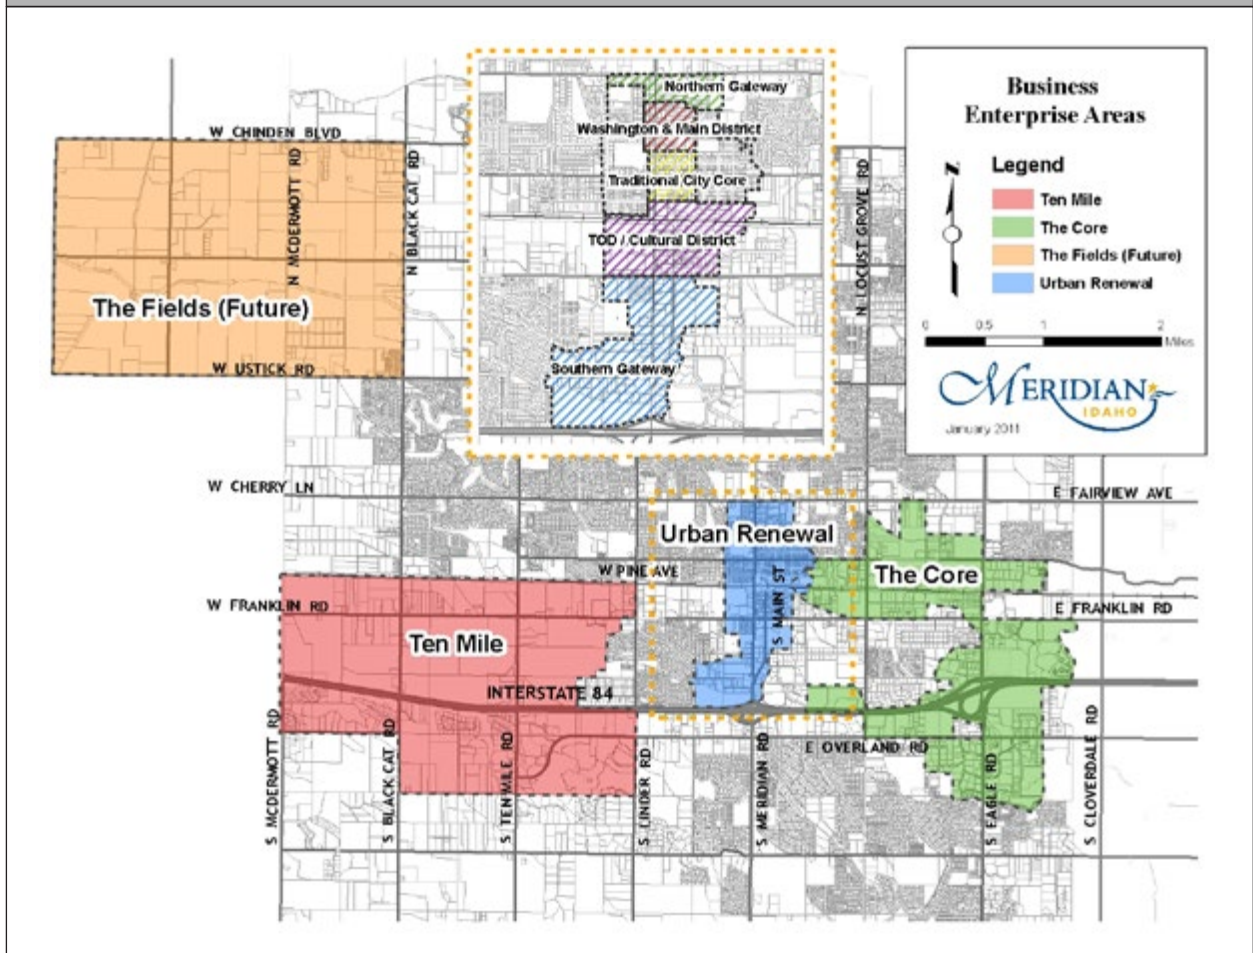 Business
Enterprise Areas
N
Legend
Ten Mile
The Core
The Fields (Future)
Urban Renewal
0 0.5 1 2
Miles
MERIDIAN
IDAHO
January 2011
Northern Gateway
Washington & Main District
Traditional City Core
TOD / Cultural District
Southern Gateway
W CHINDEN BLVD
N MCDERMOTT RD
N BLACK CAT RD
N LOCUST GROVE RD
The Fields (Future)
W USTICK RD
W CHERRY LN
E FAIRVIEW AVE
Urban Renewal
W PINE AVE
The Core
S MAIN ST
W FRANKLIN RD
E FRANKLIN RD
Ten Mile
INTERSTATE 84
E OVERLAND RD
S MCDERMOTT RD
S BLACK CAT RD
S TEN MILE RD
S LINDER RD
S MERIDIAN RD
S EAGLE RD
S CLOVERDALE RD